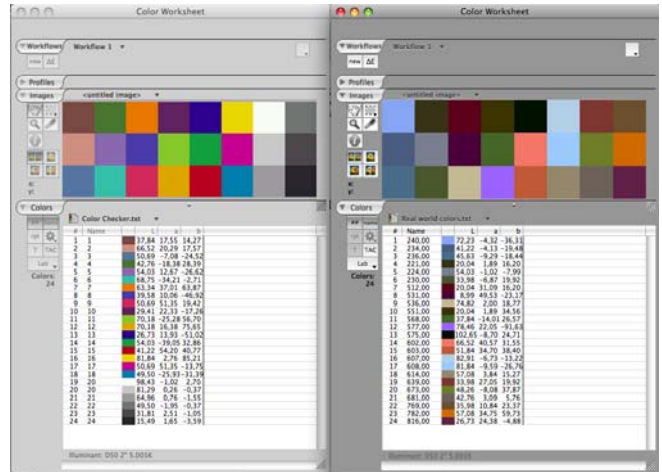 Color Worksheet
Workflows
Workflow 1
new ΔE
Profiles
Images
<untitled image>
x:
y:
Colors
Color Checker.txt
# Name L a b
1 1 37,84 17,55 14,27
2 2 66,52 20,29 17,57
3 3 50,69 -7,08 -24,52
4 4 42,76 -18,38 28,39
5 5 54,03 12,67 -26,62
6 6 68,75 -34,21 -2,71
7 7 63,34 37,01 63,87
8 8 39,58 10,06 -46,92
9 9 50,69 51,35 19,42
10 10 29,41 22,33 -17,26
11 11 70,18 -25,28 56,70
12 12 70,18 16,38 75,65
13 13 26,73 13,93 -51,02
14 14 54,03 -39,05 32,86
15 15 41,22 54,20 40,77
16 16 81,84 2,76 85,21
17 17 50,69 51,35 -13,75
18 18 49,50 -25,93 -31,39
19 20 98,43 -1,02 2,70
20 20 81,29 0,26 -0,37
21 21 64,96 0,76 -1,55
22 22 49,50 -1,95 -0,37
23 23 31,81 2,51 -1,05
24 24 15,49 1,65 -3,59
TAC
Lab
Colors:
24
Illuminant: D50 2° 5.001K
Color Worksheet
Workflows
Workflow 1
new ΔE
Profiles
Images
<untitled image>
x:
y:
Colors
Real world colors.txt
# Name L a b
1 240,00 72,23 -4,32 -36,31
2 234,00 41,22 -4,13 -19,48
3 236,00 45,63 -9,29 -18,44
4 221,00 20,04 1,89 16,20
5 224,00 54,03 -1,02 -7,99
6 230,00 33,98 -6,87 19,92
7 512,00 20,04 31,09 16,20
8 531,00 8,99 49,53 -23,17
9 536,00 74,82 2,00 18,77
10 551,00 20,04 1,89 34,56
11 568,00 37,84 -14,01 26,57
12 577,00 78,46 22,05 -91,63
13 575,00 102,65 -8,70 24,71
14 602,00 66,52 40,57 31,55
15 603,00 51,84 34,70 38,40
16 607,00 82,91 -6,73 -13,22
17 608,00 81,84 -9,59 -26,76
18 614,00 57,08 3,84 15,27
19 639,00 33,98 27,05 19,92
20 673,00 48,26 -8,08 37,87
21 681,00 42,76 3,09 5,76
22 769,00 35,98 10,84 23,37
23 782,00 57,08 34,75 59,73
24 816,00 26,73 24,38 -4,88
TAC
Lab
Colors:
24
Illuminant: D50 2° 5.001K